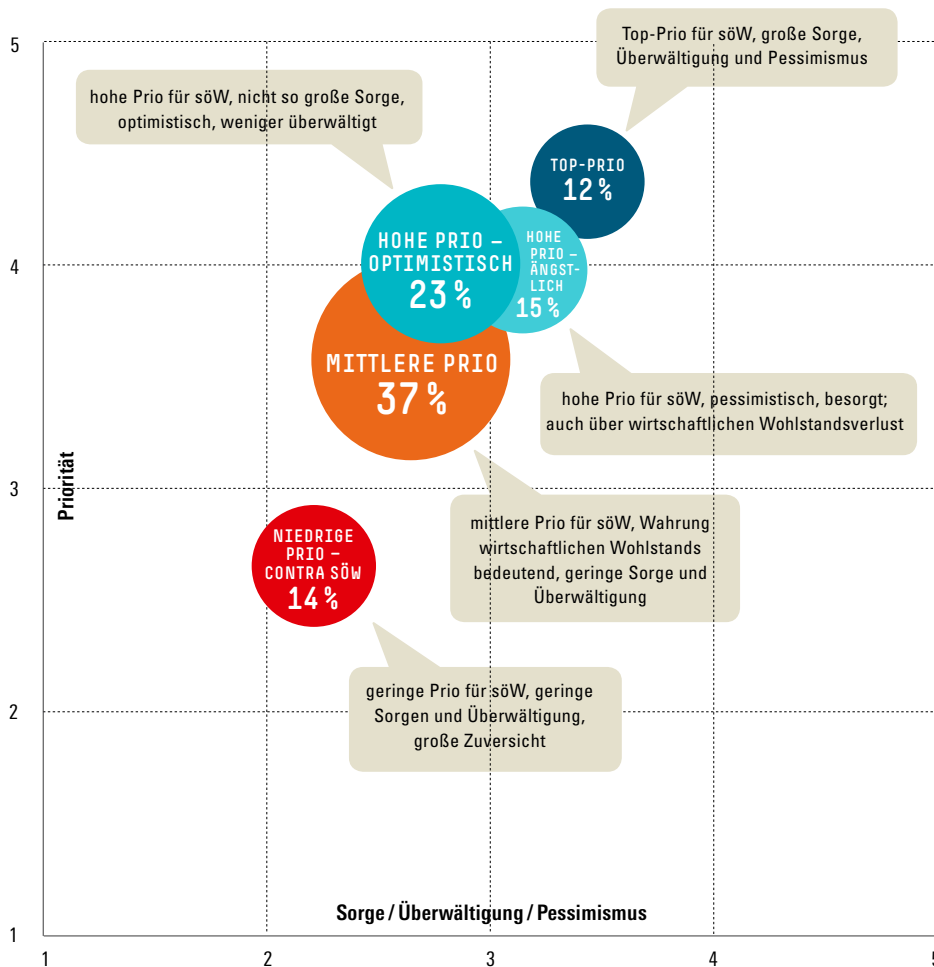 5
Top-Prio für söW, große Sorge,
Überwältigung und Pessimismus
hohe Prio für söW, nicht so große Sorge,
optimistisch, weniger überwältigt
TOP-PRIO
12 %
HOHE PRIO –
OPTIMISTISCH
23 %
HOHE
PRIO –
ÄNGST-
LICH
15 %
4
MITTLERE PRIO
37 %
hohe Prio für söW, pessimistisch, besorgt;
auch über wirtschaftlichen Wohlstandsverlust
Priorität
3
mittlere Prio für söW, Wahrung
wirtschaftlichen Wohlstands
bedeutend, geringe Sorge und
Überwältigung
NIEDRIGE
PRIO –
CONTRA SÖW
14 %
geringe Prio für söW, geringe
Sorgen und Überwältigung,
große Zuversicht
2
Sorge / Überwältigung / Pessimismus
1
1
2
3
4
5